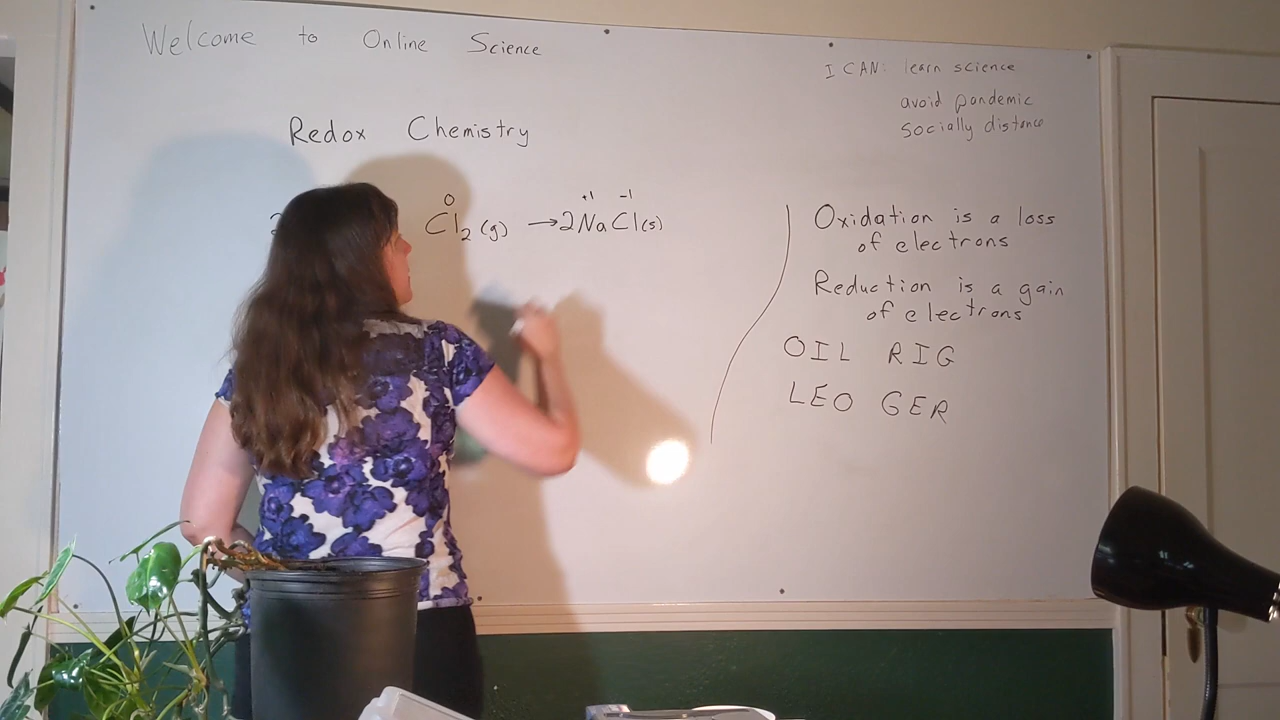 Welcome to Online Science
I CAN: learn science
avoid pandemic
socially distance
Redox Chemistry
0 +1 -1
2 Cl₂ (g) → 2NaCl(s)
Oxidation is a loss
of electrons
Reduction is a gain
of electrons
OIL RIG
LEO GER